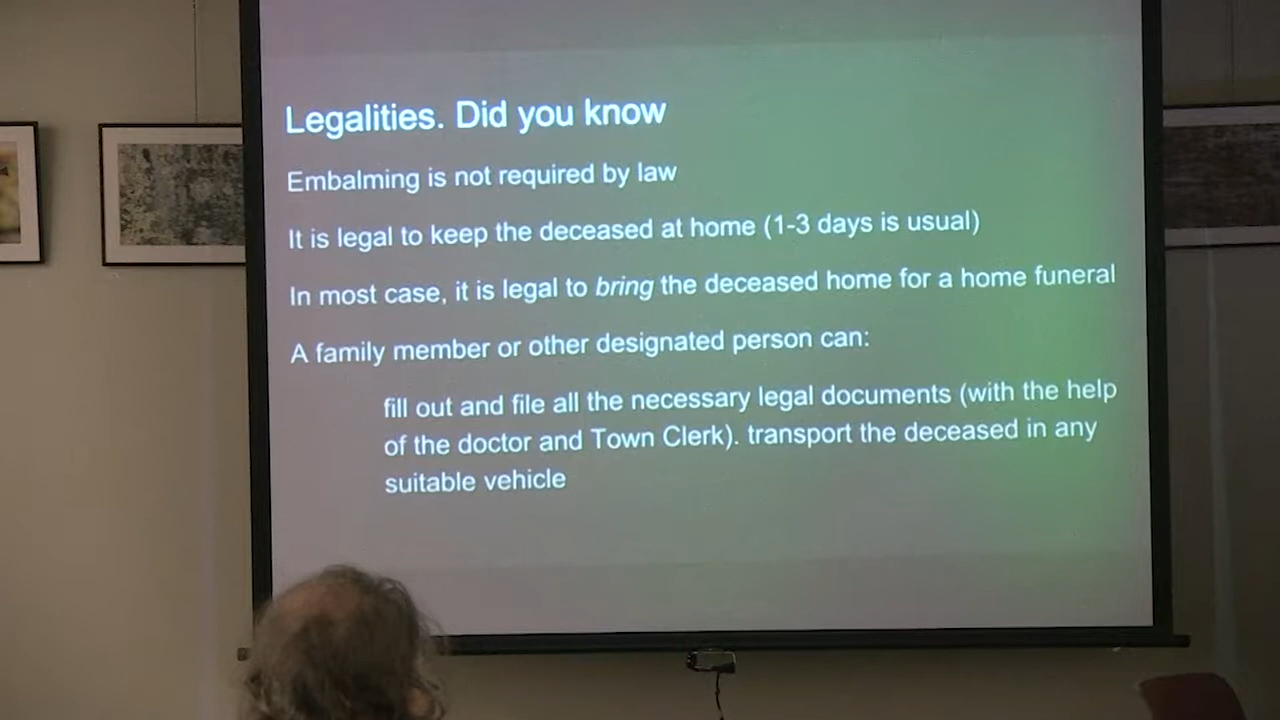 Legalities. Did you know
Embalming is not required by law
It is legal to keep the deceased at home (1-3 days is usual)
In most case, it is legal to bring the deceased home for a home funeral
A family member or other designated person can:
fill out and file all the necessary legal documents (with the help
of the doctor and Town Clerk). transport the deceased in any
suitable vehicle